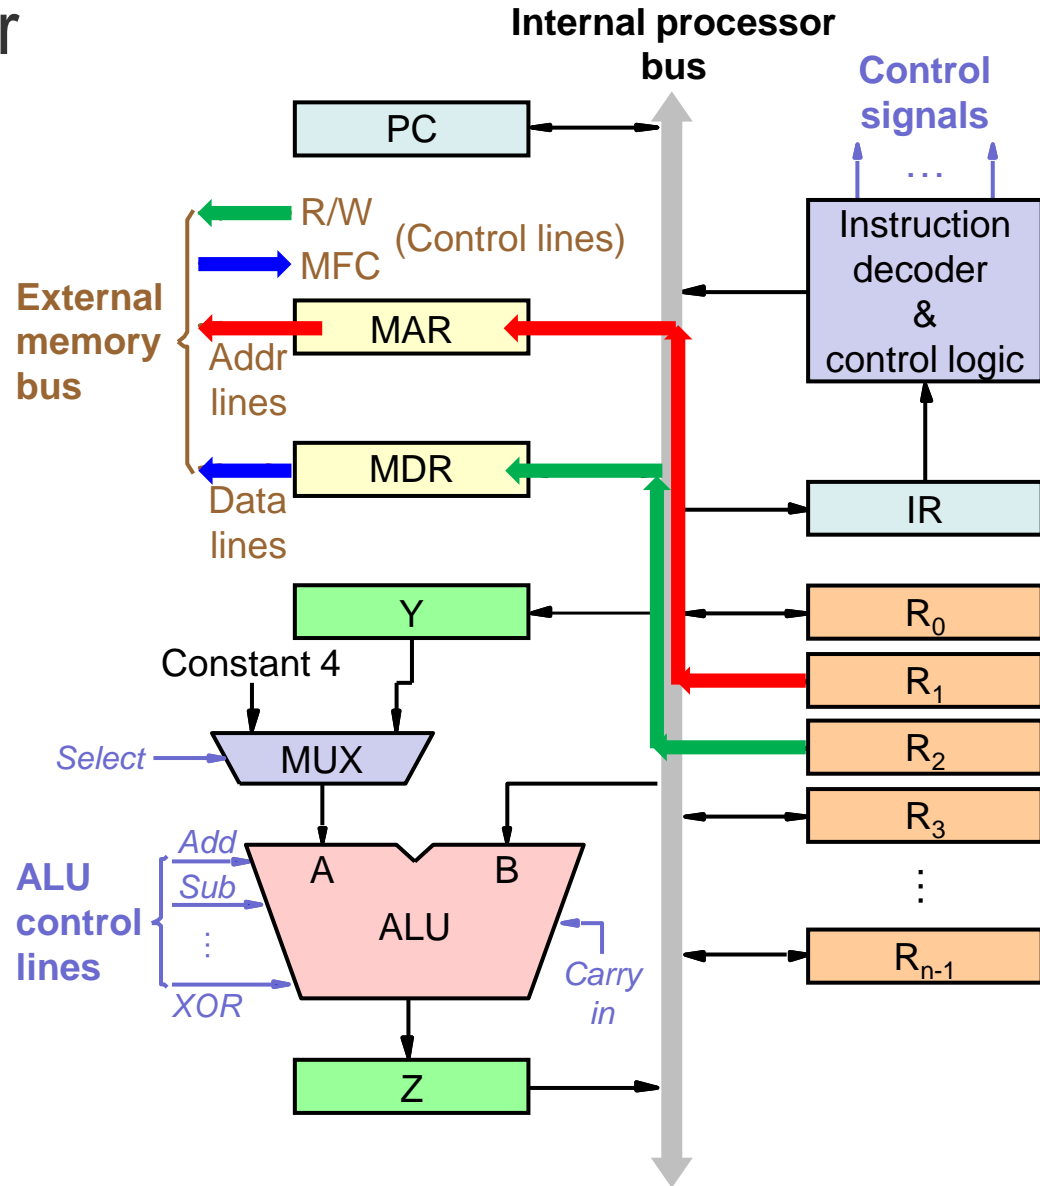 r
Internal processor
bus
Control
signals
...
PC
R/W
(Control lines)
MFC
Instruction
decoder
&
control logic
External
memory
bus
MAR
Addr
lines
MDR
Data
lines
IR
Y
R0
Constant 4
R1
Select
MUX
R2
R3
Add
A
B
ALU
control
lines
Sub
⋮
⋮
ALU
XOR
Carry
in
Rn-1
Z